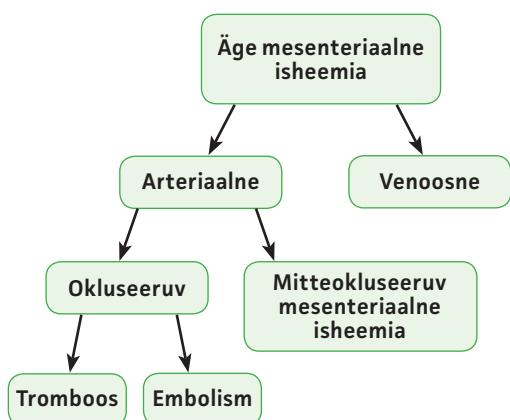 Äge mesenteriaalne
isheemia
Arteriaalne
Venoosne
Okluseeruv
Mitteokluseeruv
mesenteriaalne
isheemia
Tromboos
Embolism